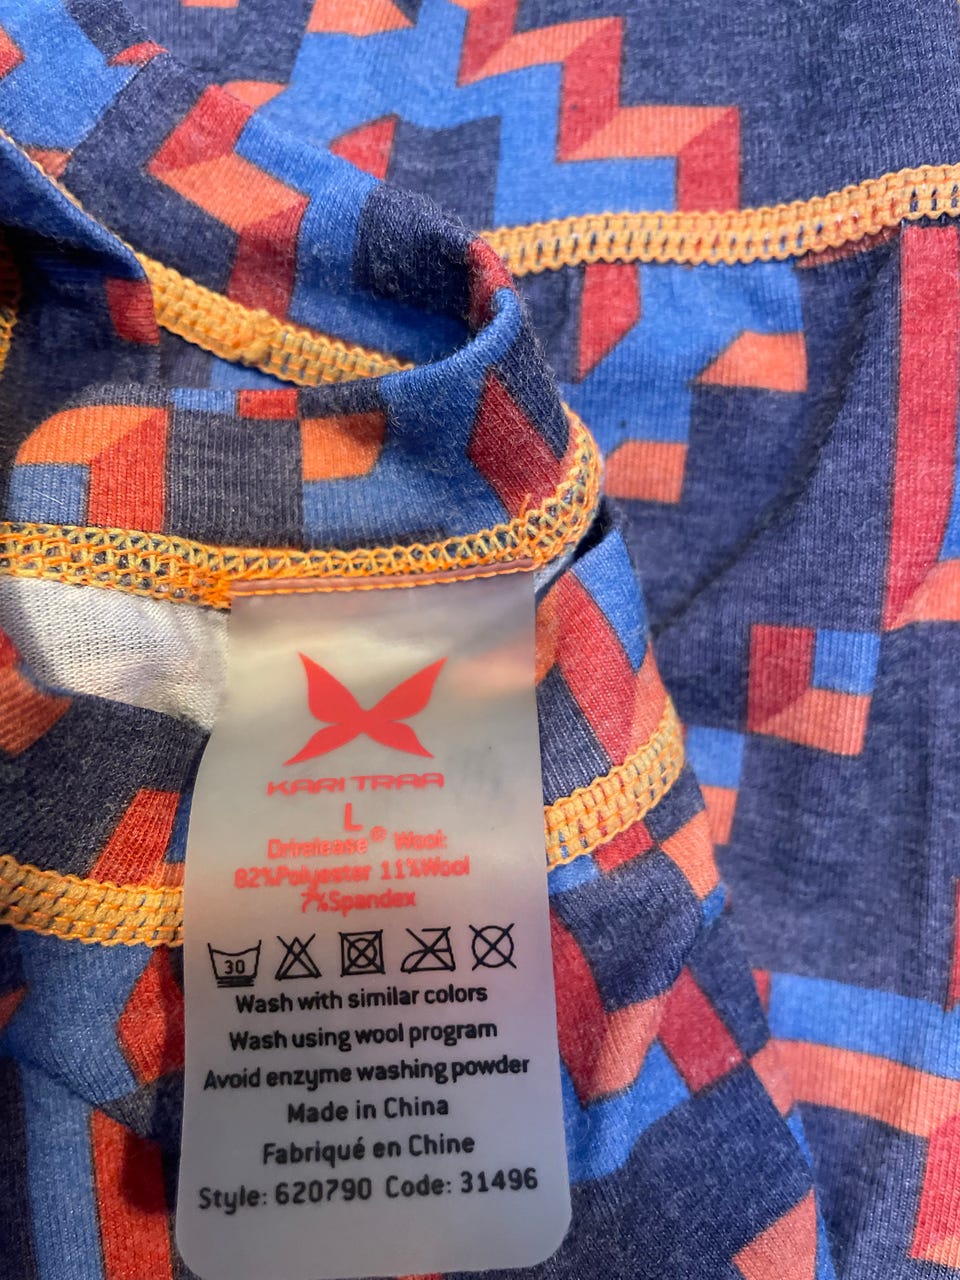 KARI TRAA
L
Drirelease® Wool:
82%Polyester 11%Wool
7%Spandex
30
Wash with similar colors
Wash using wool program
Avoid enzyme washing powder
Made in China
Fabriqué en Chine
Style: 620790 Code: 31496